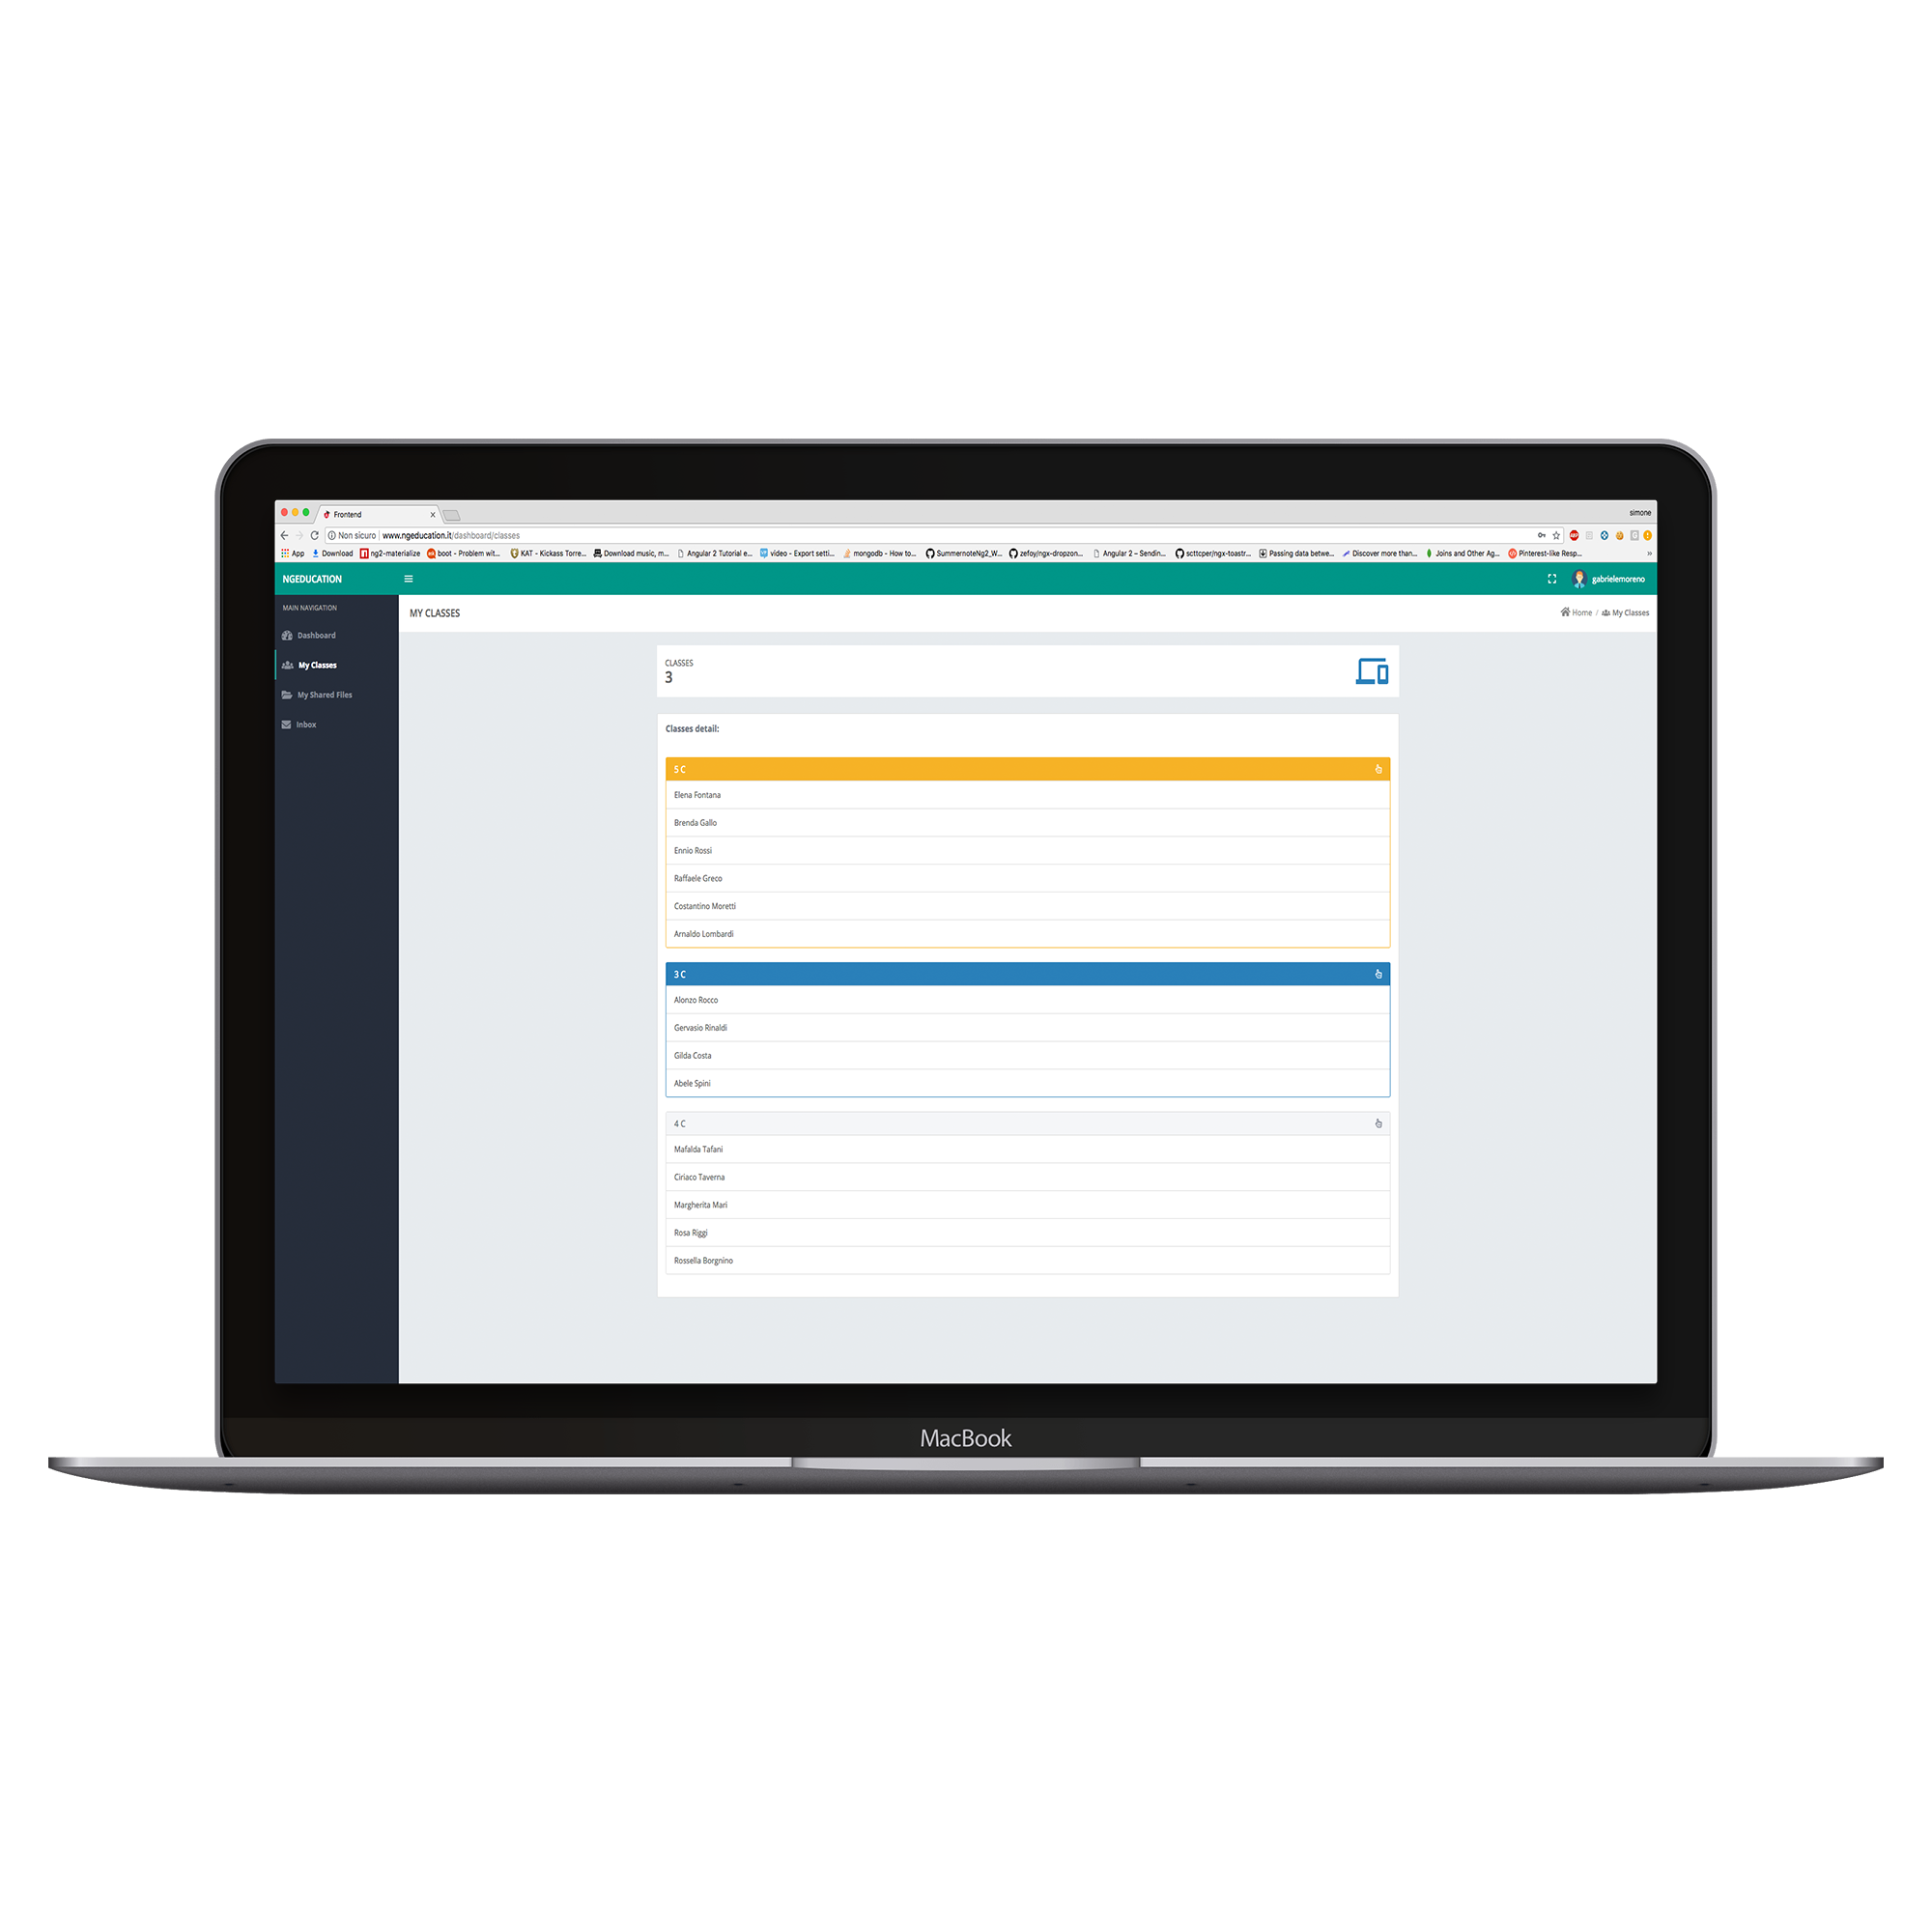 Frontend
simone
Non sicuro www.ngeducation.it/dashboard/classes
App Download ng2-materialize boot - Problem wit... KAT - Kickass Torre... Download music, m... Angular 2 Tutorial e... video - Export setti... mongodb - How to... SummernoteNg2_W... zefoy/ngx-dropzon... Angular 2 – Sendin... scttcper/ngx-toastr... Passing data betwe... Discover more than... Joins and Other Ag... Pinterest-like Resp... »
NGEDUCATION
gabrielemoreno
MAIN NAVIGATION
Dashboard
My Classes
My Shared Files
Inbox
MY CLASSES
Home / My Classes
CLASSES
3
Classes detail:
5 C
Elena Fontana
Brenda Gallo
Ennio Rossi
Raffaele Greco
Costantino Moretti
Arnaldo Lombardi
3 C
Alonzo Rocco
Gervasio Rinaldi
Gilda Costa
Abele Spini
4 C
Mafalda Tafani
Ciriaco Taverna
Margherita Mari
Rosa Riggi
Rossella Borgnino
MacBook